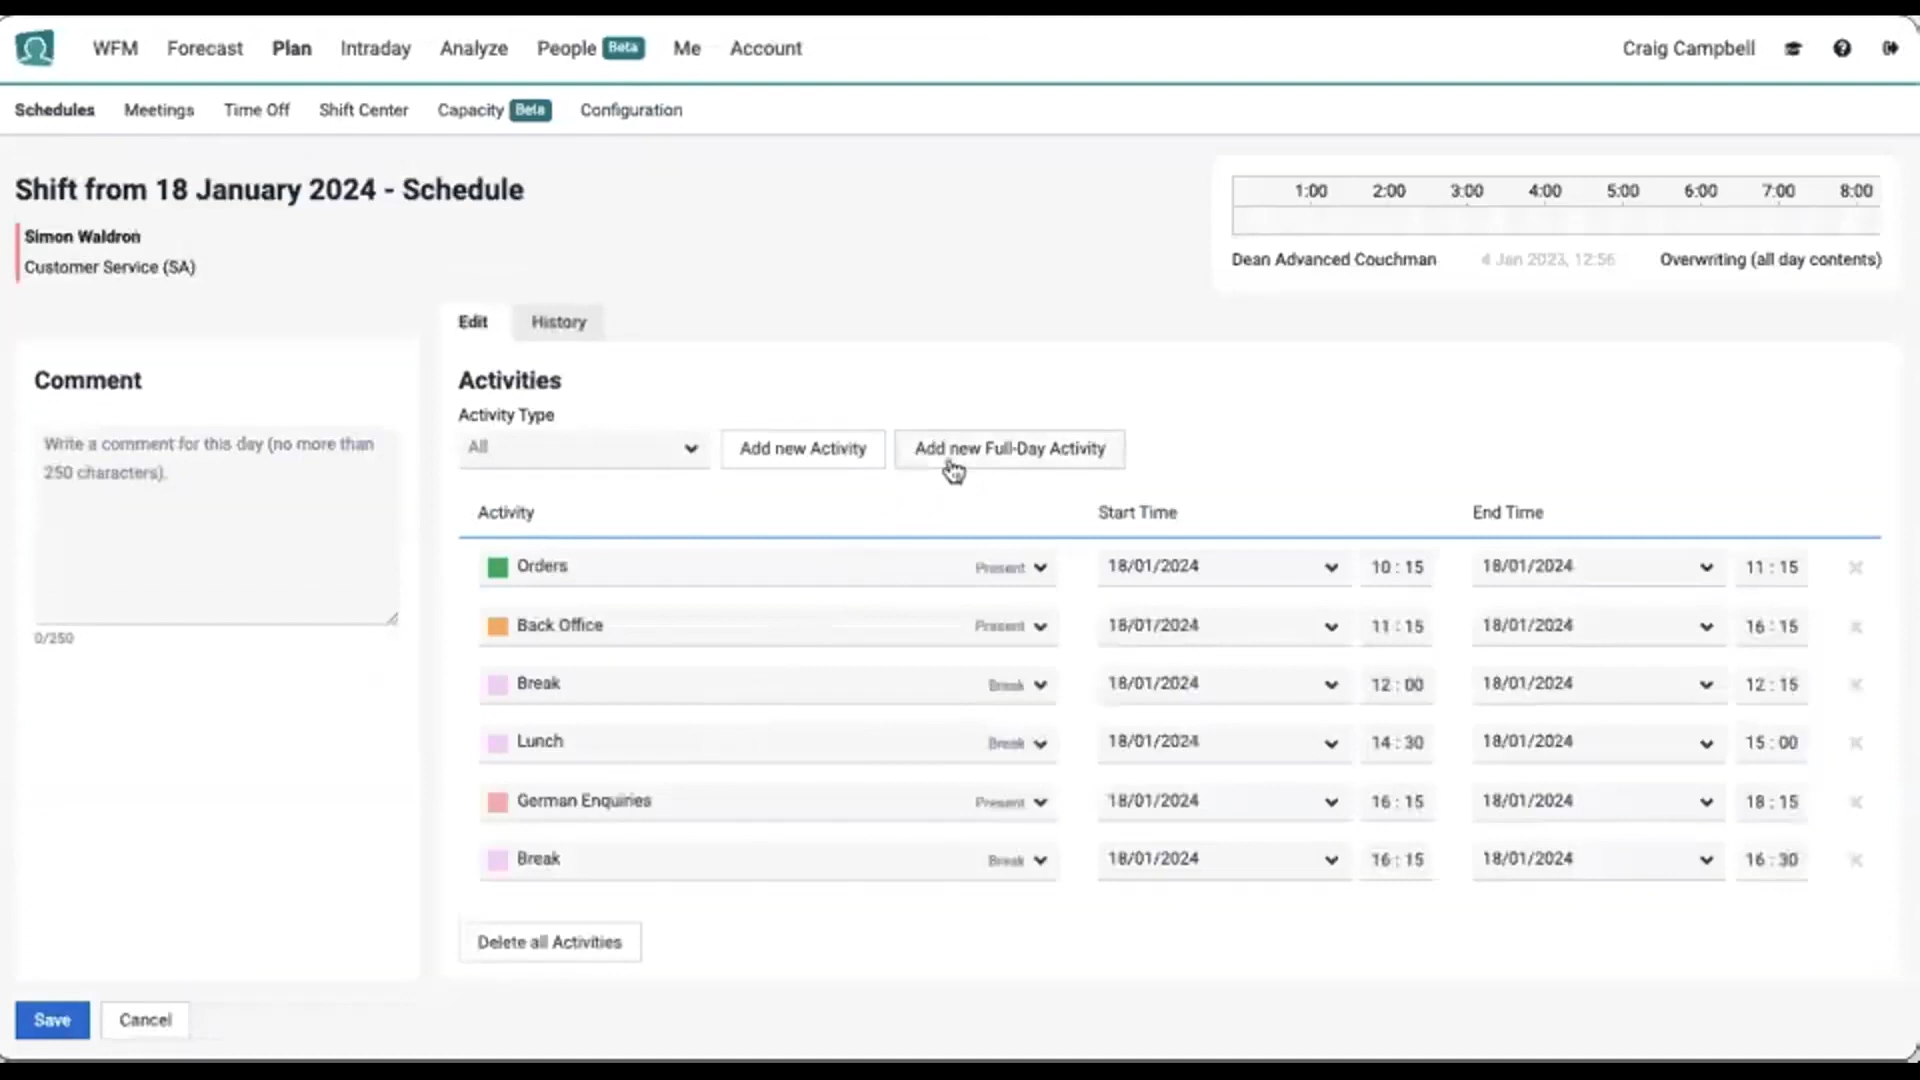 WFM Forecast Plan Intraday Analyze People Beta Me Account Craig Campbell
Schedules Meetings Time Off Shift Center Capacity Beta Configuration
Shift from 18 January 2024 - Schedule
Simon Waldron
Customer Service (SA)
1:00 2:00 3:00 4:00 5:00 6:00 7:00 8:00
Dean Advanced Couchman 4 Jan 2023, 12:56 Overwriting (all day contents)
Edit History
Comment
Write a comment for this day (no more than
250 characters).
0/250
Activities
Activity Type
All Add new Activity Add new Full-Day Activity
Activity Start Time End Time
Orders Present 18/01/2024 10 : 15 18/01/2024 11 : 15
Back Office Present 18/01/2024 11 : 15 18/01/2024 16 : 15
Break Break 18/01/2024 12 : 00 18/01/2024 12 : 15
Lunch Break 18/01/2024 14 : 30 18/01/2024 15 : 00
German Enquiries Present 18/01/2024 16 : 15 18/01/2024 18 : 15
Break Break 18/01/2024 16 : 15 18/01/2024 16 : 30
Delete all Activities
Save Cancel